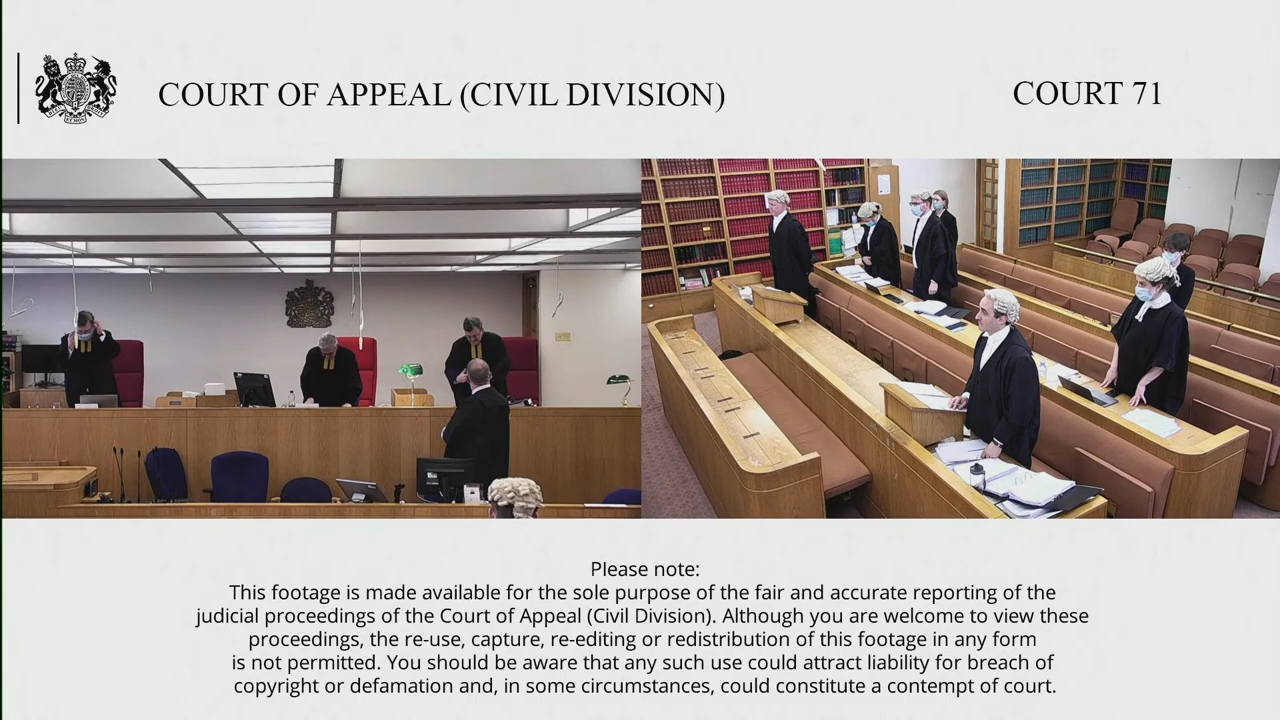 COURT OF APPEAL (CIVIL DIVISION)
COURT 71
Please note:
This footage is made available for the sole purpose of the fair and accurate reporting of the
judicial proceedings of the Court of Appeal (Civil Division). Although you are welcome to view these
proceedings, the re-use, capture, re-editing or redistribution of this footage in any form
is not permitted. You should be aware that any such use could attract liability for breach of
copyright or defamation and, in some circumstances, could constitute a contempt of court.